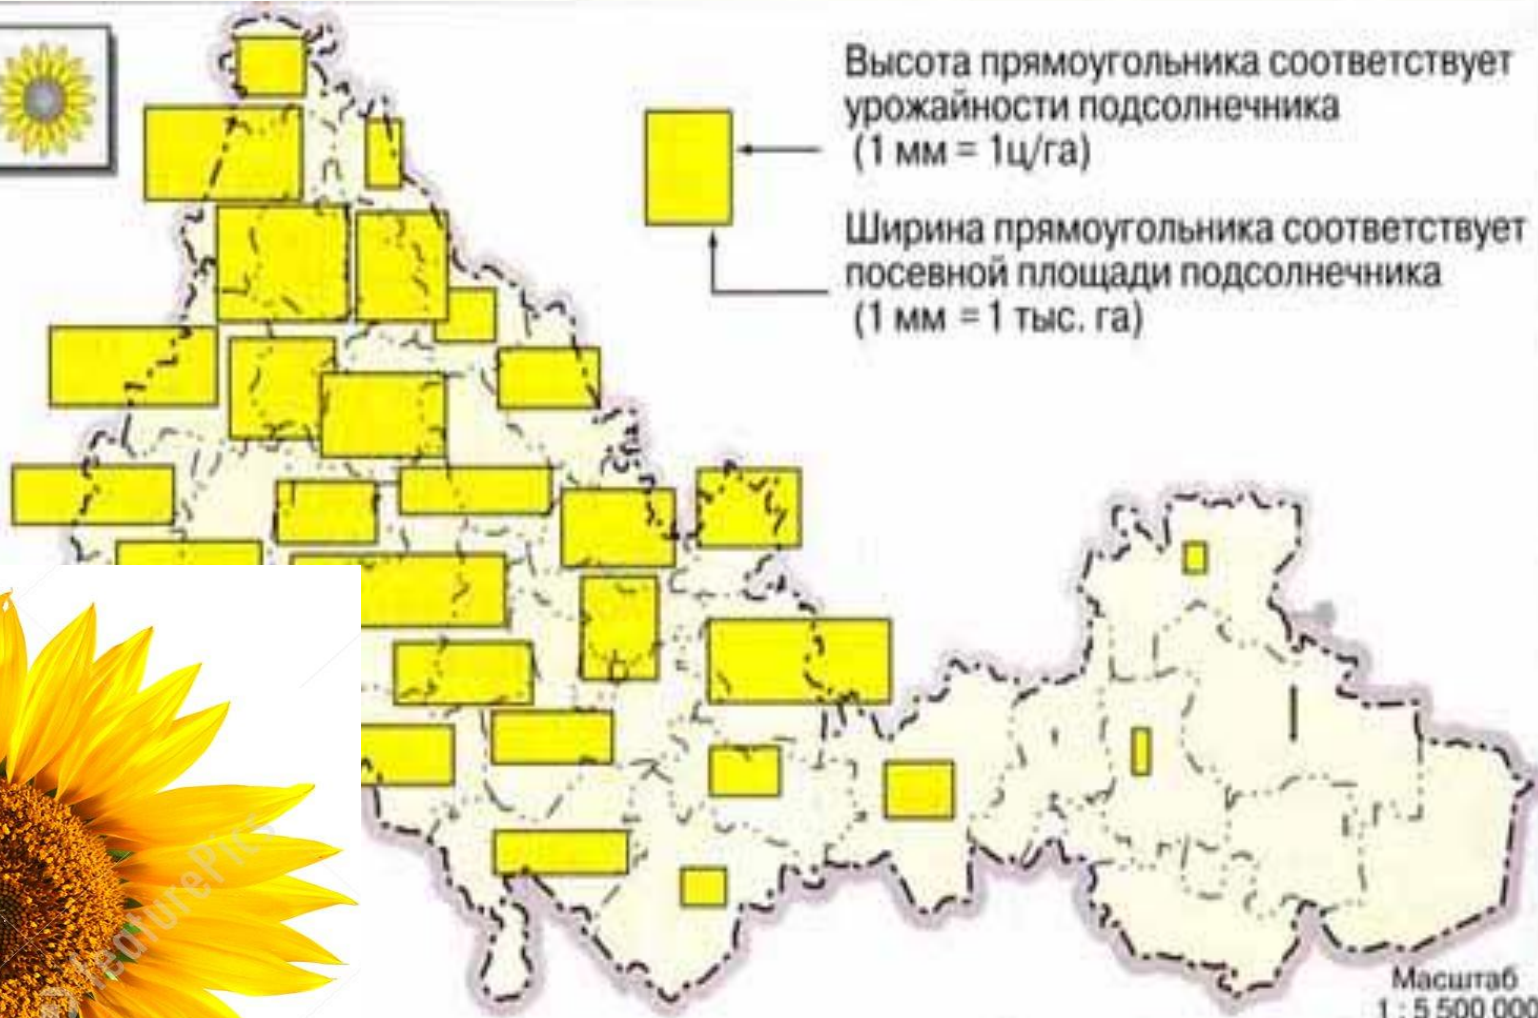 Высота прямоугольника соответствует
урожайности подсолнечника
(1 мм = 1ц/га)
Ширина прямоугольника соответствует
посевной площади подсолнечника
(1 мм = 1 тыс. га)
Масштаб
1 : 5 500 000